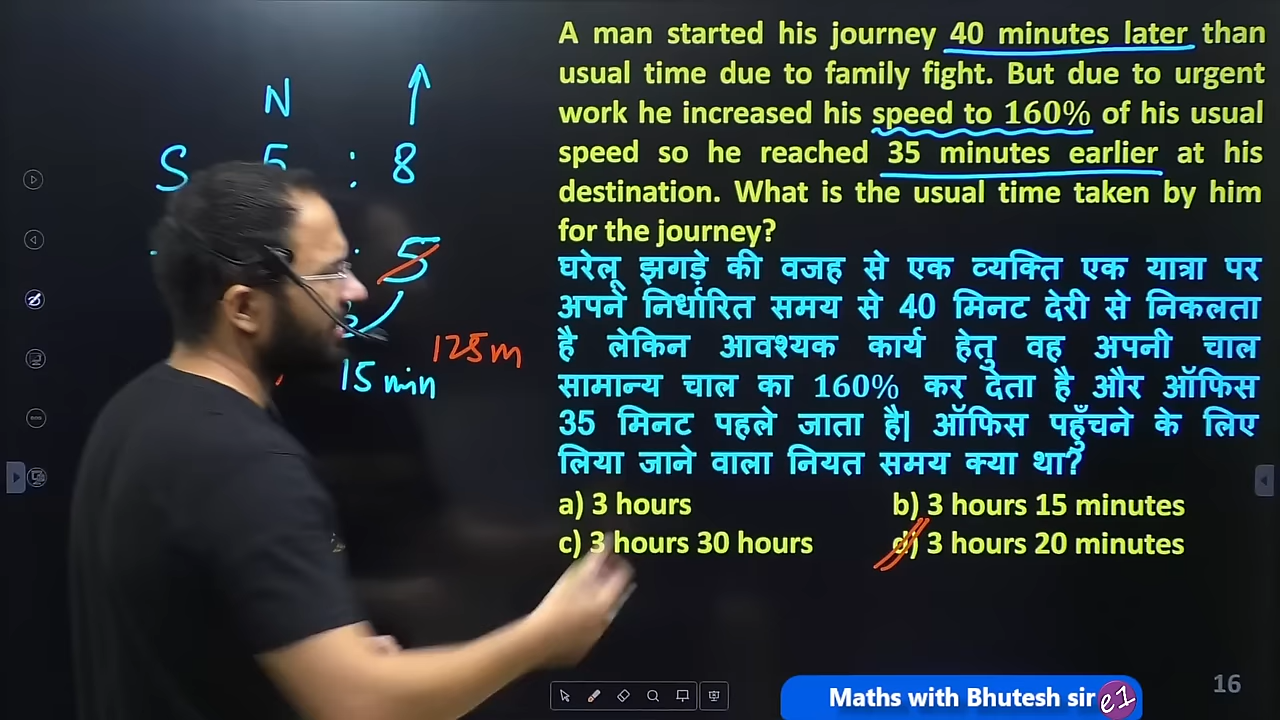 A man started his journey 40 minutes later than
usual time due to family fight. But due to urgent
work he increased his speed to 160% of his usual
speed so he reached 35 minutes earlier at his
destination. What is the usual time taken by him
for the journey?
घरेलू झगड़े की वजह से एक व्यक्ति एक यात्रा पर
अपने निर्धारित समय से 40 मिनट देरी से निकलता
है लेकिन आवश्यक कार्य हेतु वह अपनी चाल
सामान्य चाल का 160% कर देता है और ऑफिस
35 मिनट पहले जाता है| ऑफिस पहुँचने के लिए
लिया जाने वाला नियत समय क्या था?
a) 3 hours b) 3 hours 15 minutes
c) 3 hours 30 hours d) 3 hours 20 minutes
N
S 5 : 8
: 5
125m
15 min
Maths with Bhutesh sir e1
16